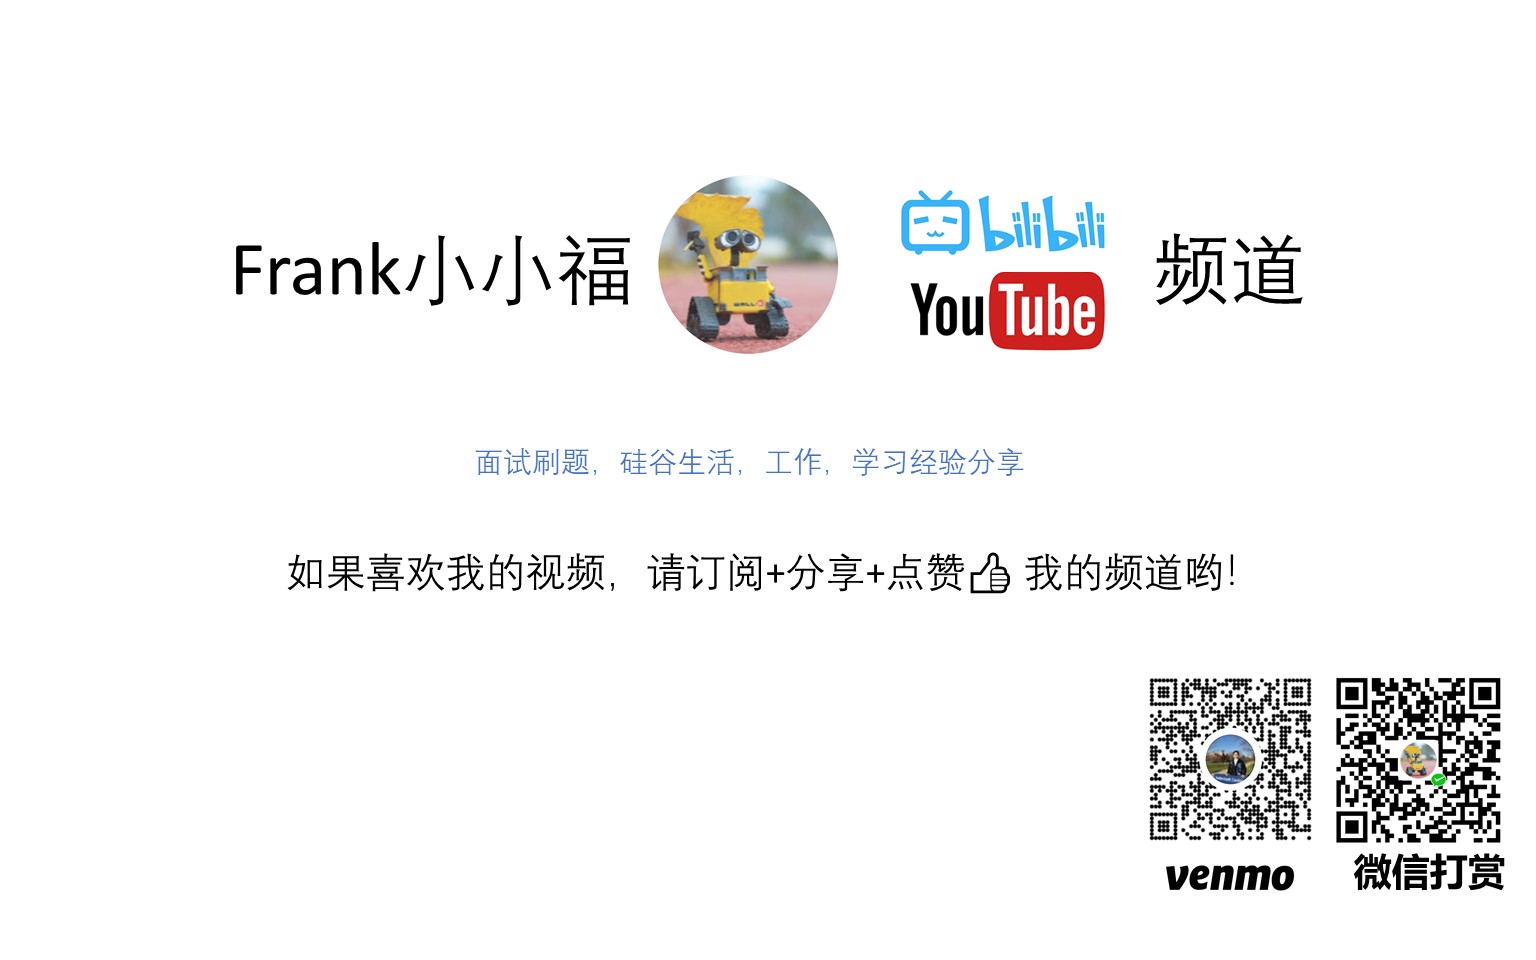 Frank小小福
bilibili
YouTube
频道
面试刷题，硅谷生活，工作，学习经验分享
如果喜欢我的视频，请订阅+分享+点赞👍 我的频道哟！
venmo
微信打赏